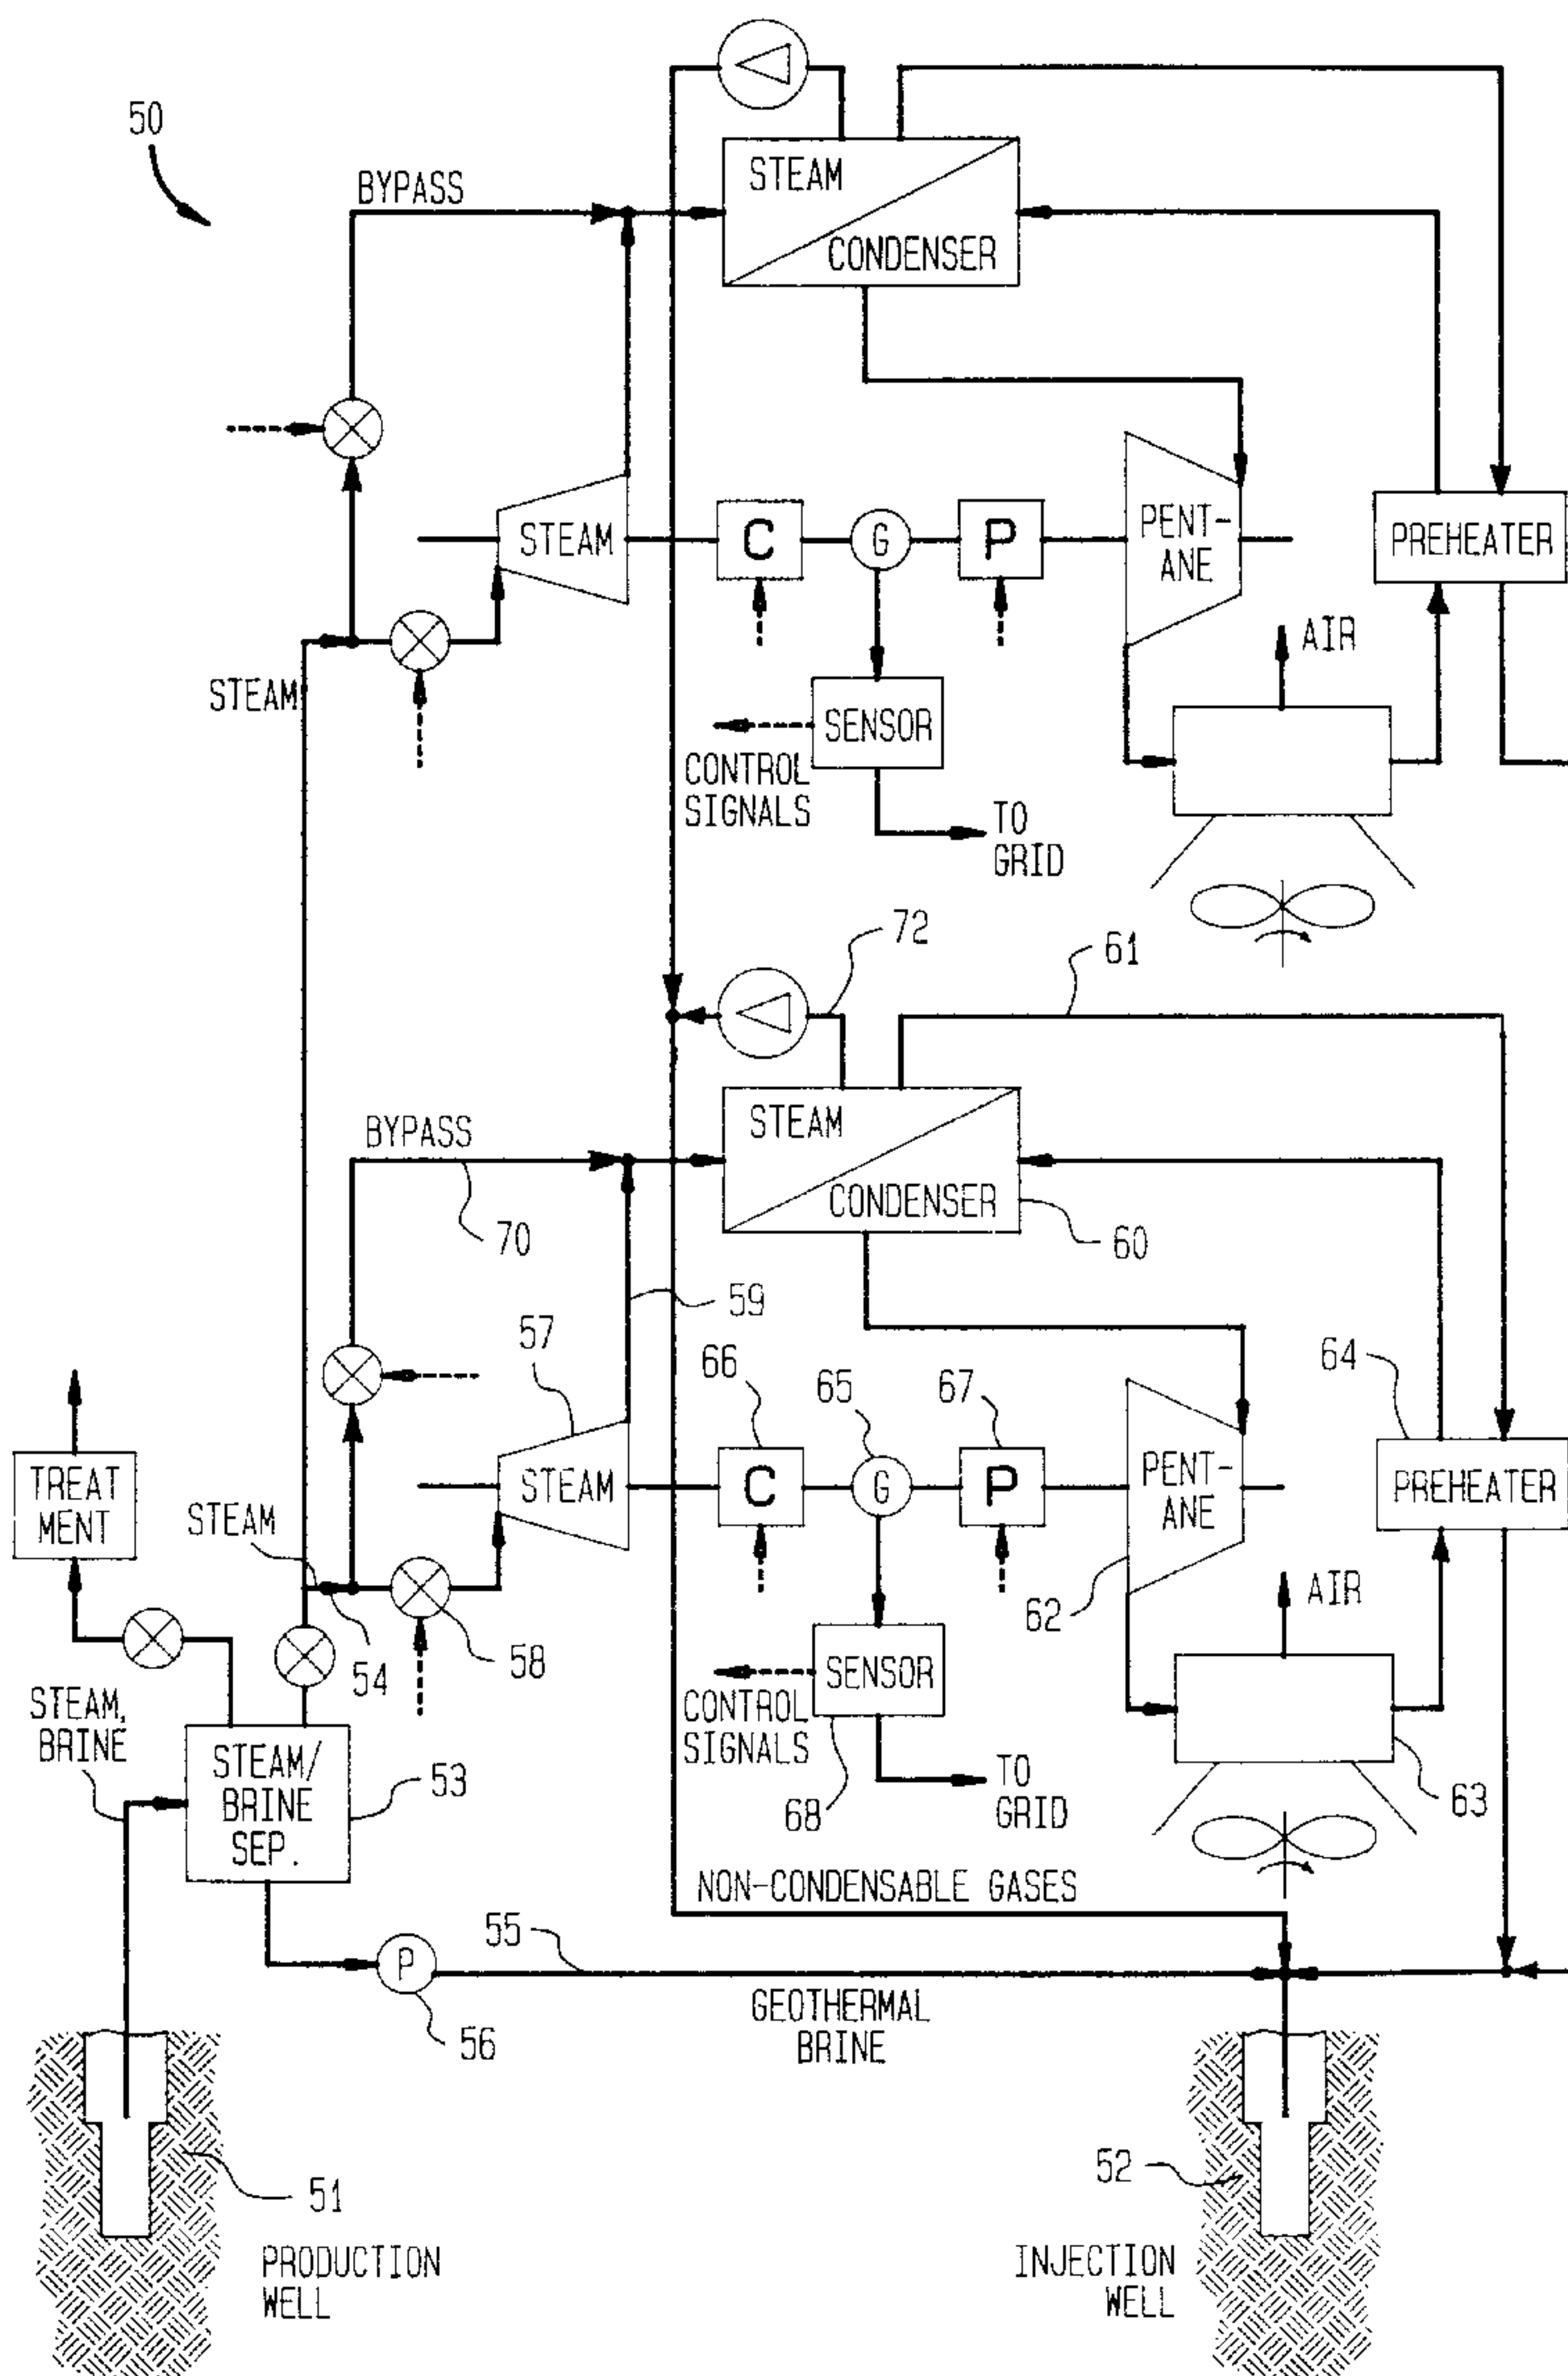 50
BYPASS
STEAM
CONDENSER
STEAM
C
G
P
PENT-
ANE
PREHEATER
AIR
STEAM
SENSOR
CONTROL
SIGNALS
TO
GRID
72
61
STEAM
BYPASS
CONDENSER
70
60
59
57
66
65
67
64
TREAT
MENT
STEAM
STEAM
C
G
P
PENT-
ANE
PREHEATER
62
AIR
58
54
SENSOR
STEAM,
BRINE
CONTROL
SIGNALS
STEAM/
BRINE
SEP.
53
68
TO
GRID
63
NON-CONDENSABLE GASES
55
P
GEOTHERMAL
BRINE
56
52
51
PRODUCTION
WELL
INJECTION
WELL